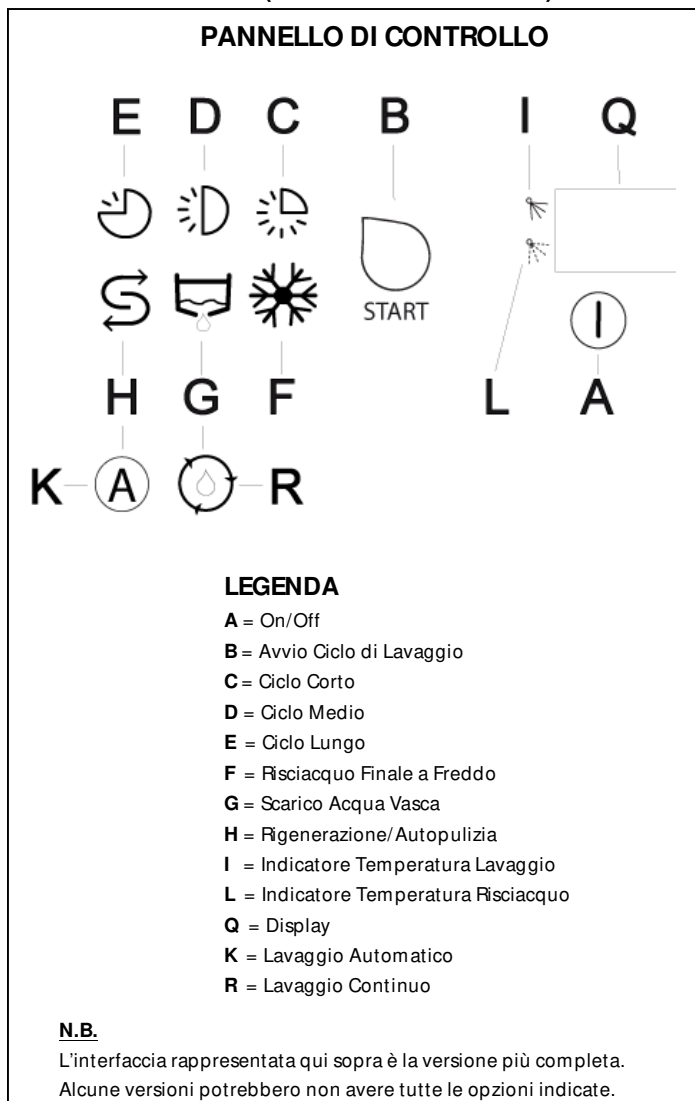 PANNELLO DI CONTROLLO
E D C B I Q
START
I
H G F L A
K A R
LEGENDA
A = On/Off
B = Avvio Ciclo di Lavaggio
C = Ciclo Corto
D = Ciclo Medio
E = Ciclo Lungo
F = Risciacquo Finale a Freddo
G = Scarico Acqua Vasca
H = Rigenerazione/Autopulizia
I = Indicatore Temperatura Lavaggio
L = Indicatore Temperatura Risciacquo
Q = Display
K = Lavaggio Automatico
R = Lavaggio Continuo
N.B.
L'interfaccia rappresentata qui sopra è la versione più completa.
Alcune versioni potrebbero non avere tutte le opzioni indicate.